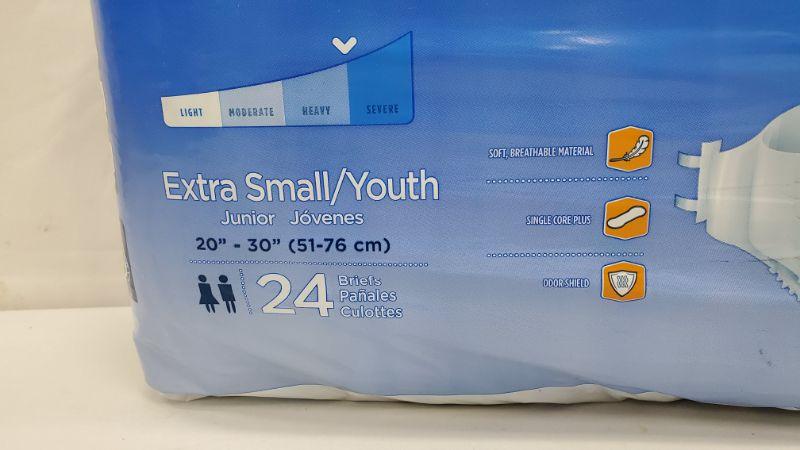 LIGHT MODERATE HEAVY SEVERE
Extra Small/Youth
Junior Jóvenes
20" - 30" (51-76 cm)
24 Briefs
Pañales
Culottes
SOFT, BREATHABLE MATERIAL
SINGLE CORE PLUS
ODOR-SHIELD